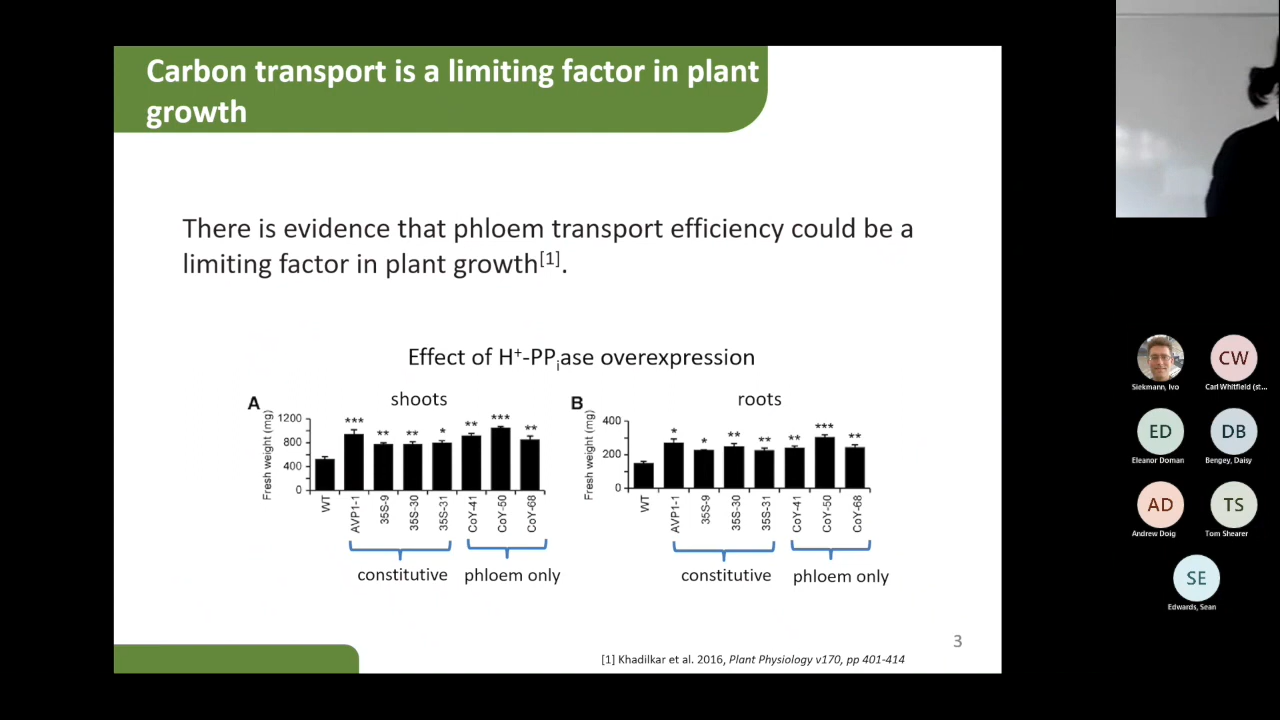 Carbon transport is a limiting factor in plant
growth
There is evidence that phloem transport efficiency could be a
limiting factor in plant growth[1].
Effect of H+-PPiase overexpression
A
shoots
Fresh weight (mg)
1200
800
400
0
***
**
**
*
**
***
**
WT
AVP1-1
35S-9
35S-30
35S-31
CoY-41
CoY-50
CoY-68
constitutive
phloem only
B
roots
Fresh weight (mg)
400
200
0
*
*
**
**
**
***
**
WT
AVP1-1
35S-9
35S-30
35S-31
CoY-41
CoY-50
CoY-68
constitutive
phloem only
3
[1] Khadilkar et al. 2016, Plant Physiology v170, pp 401-414
Siekmann, Ivo
CW
Carl Whitfield (st...
ED
Eleanor Doman
DB
Bengey, Daisy
AD
Andrew Doig
TS
Tom Shearer
SE
Edwards, Sean